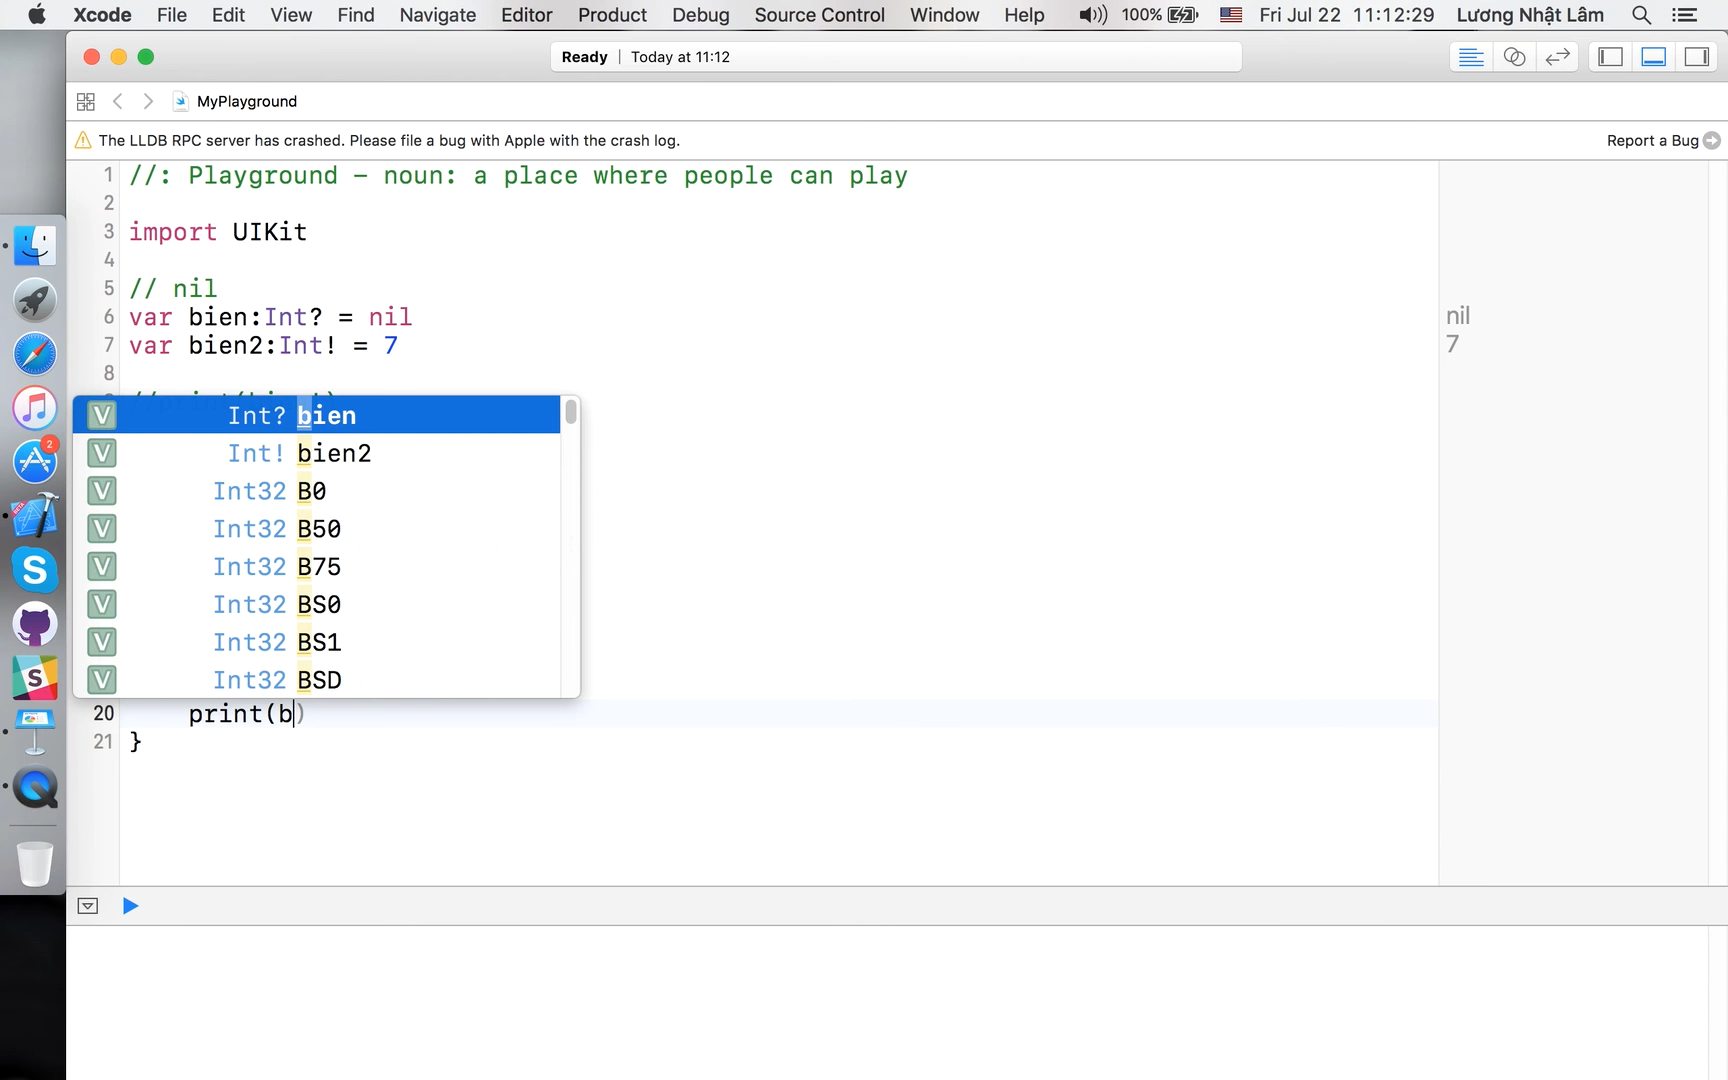 Xcode File Edit View Find Navigate Editor Product Debug Source Control Window Help 100% Fri Jul 22 11:12:29 Lương Nhật Lâm
Ready | Today at 11:12
MyPlayground
The LLDB RPC server has crashed. Please file a bug with Apple with the crash log. Report a Bug
1 //: Playground - noun: a place where people can play
2
3 import UIKit
4
5 // nil
6 var bien:Int? = nil nil
7 var bien2:Int! = 7 7
8
V Int? bien
V Int! bien2
V Int32 B0
V Int32 B50
V Int32 B75
V Int32 BS0
V Int32 BS1
V Int32 BSD
20 print(b)
21 }
2
BETA
S
S